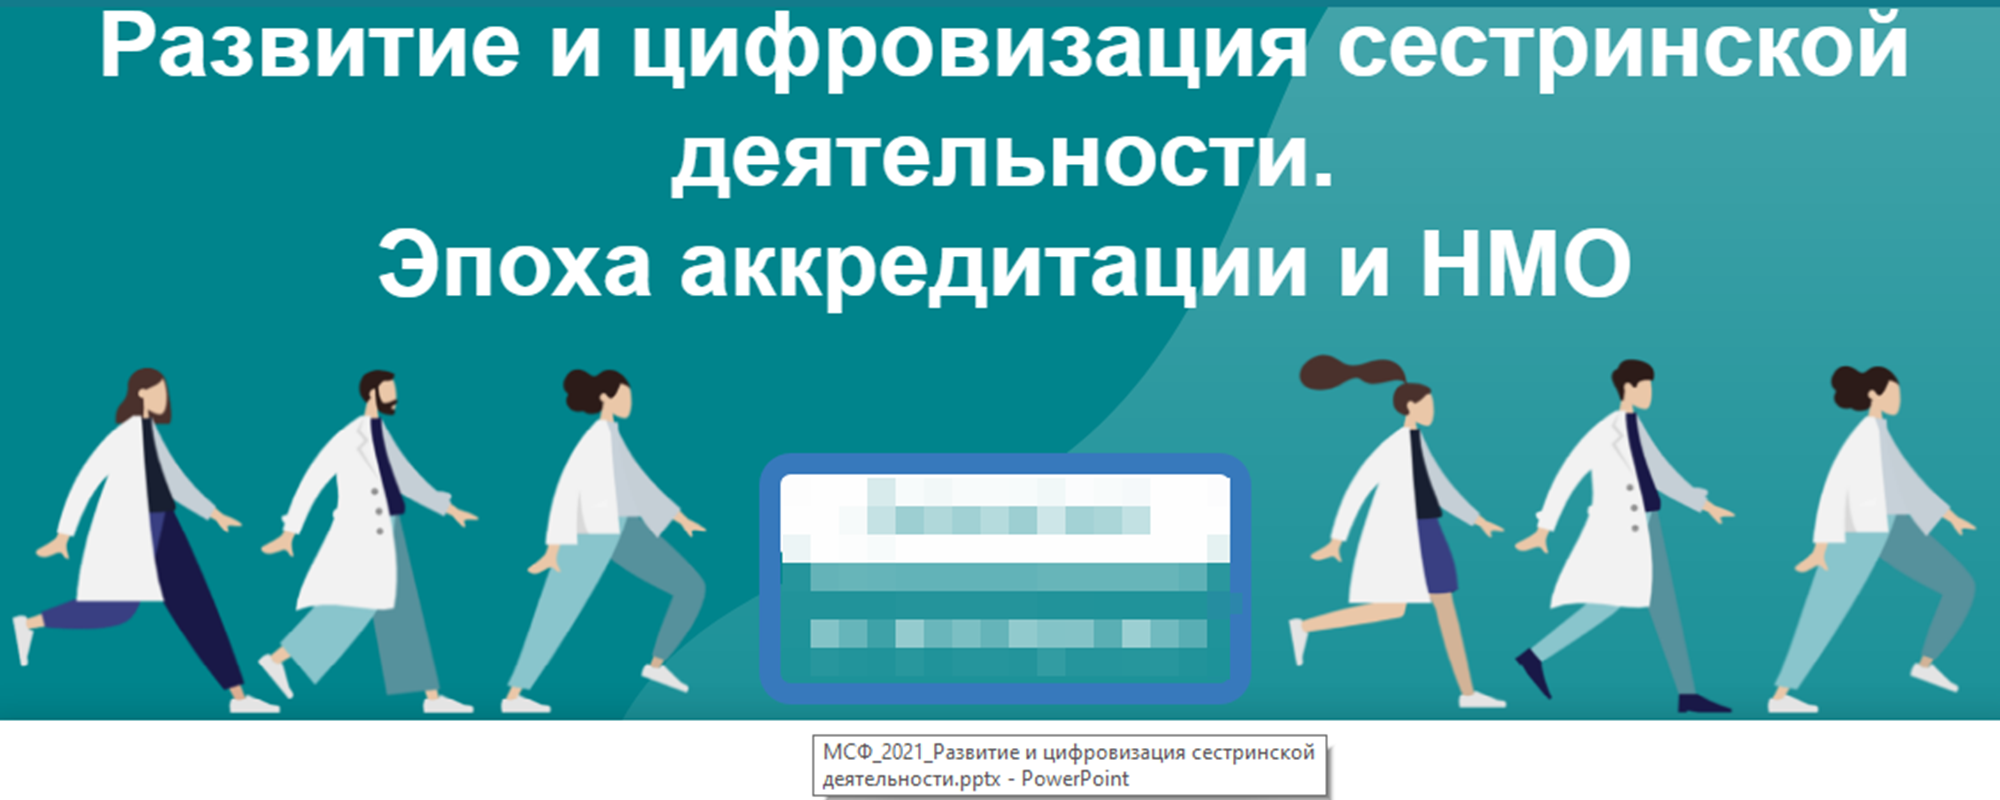 Развитие и цифровизация сестринской
деятельности.
Эпоха аккредитации и НМО
МСФ_2021_Развитие и цифровизация сестринской
деятельности.pptx - PowerPoint